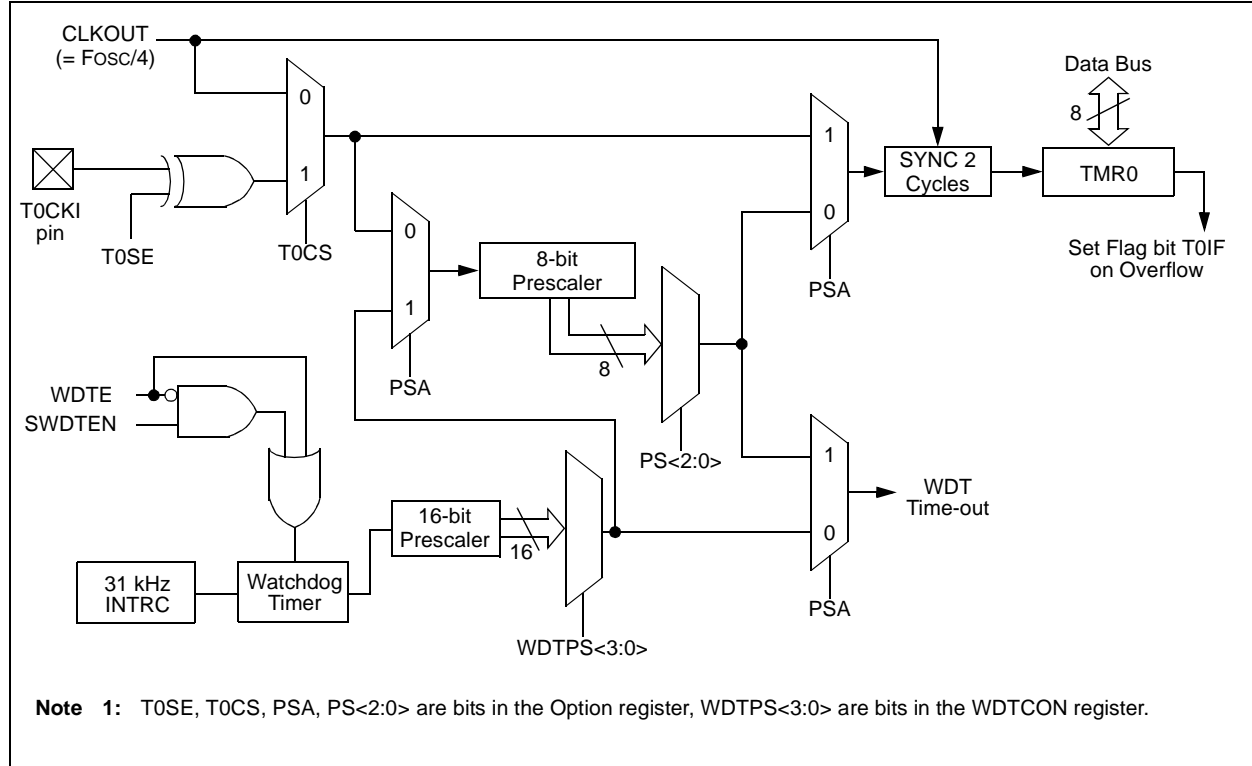 CLKOUT
(= FOSC/4)
0
1
T0CKI
pin
T0SE
T0CS
0
1
PSA
8-bit
Prescaler
8
PS<2:0>
1
0
PSA
SYNC 2
Cycles
Data Bus
8
TMR0
Set Flag bit T0IF
on Overflow
WDTE
SWDTEN
31 kHz
INTRC
Watchdog
Timer
16-bit
Prescaler
16
WDTPS<3:0>
1
0
PSA
WDT
Time-out
Note 1: T0SE, T0CS, PSA, PS<2:0> are bits in the Option register, WDTPS<3:0> are bits in the WDTCON register.